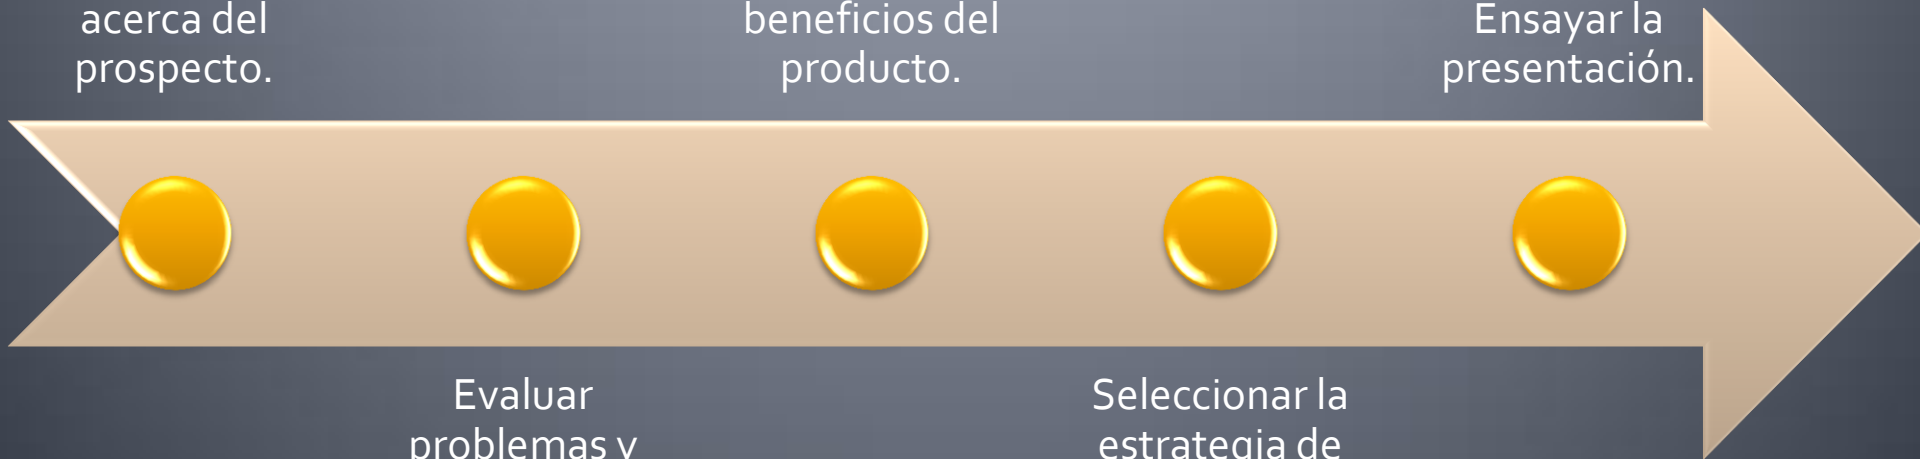 acerca del
prospecto.
Evaluar
problemas y
beneficios del
producto.
Seleccionar la
estrategia de
Ensayar la
presentación.